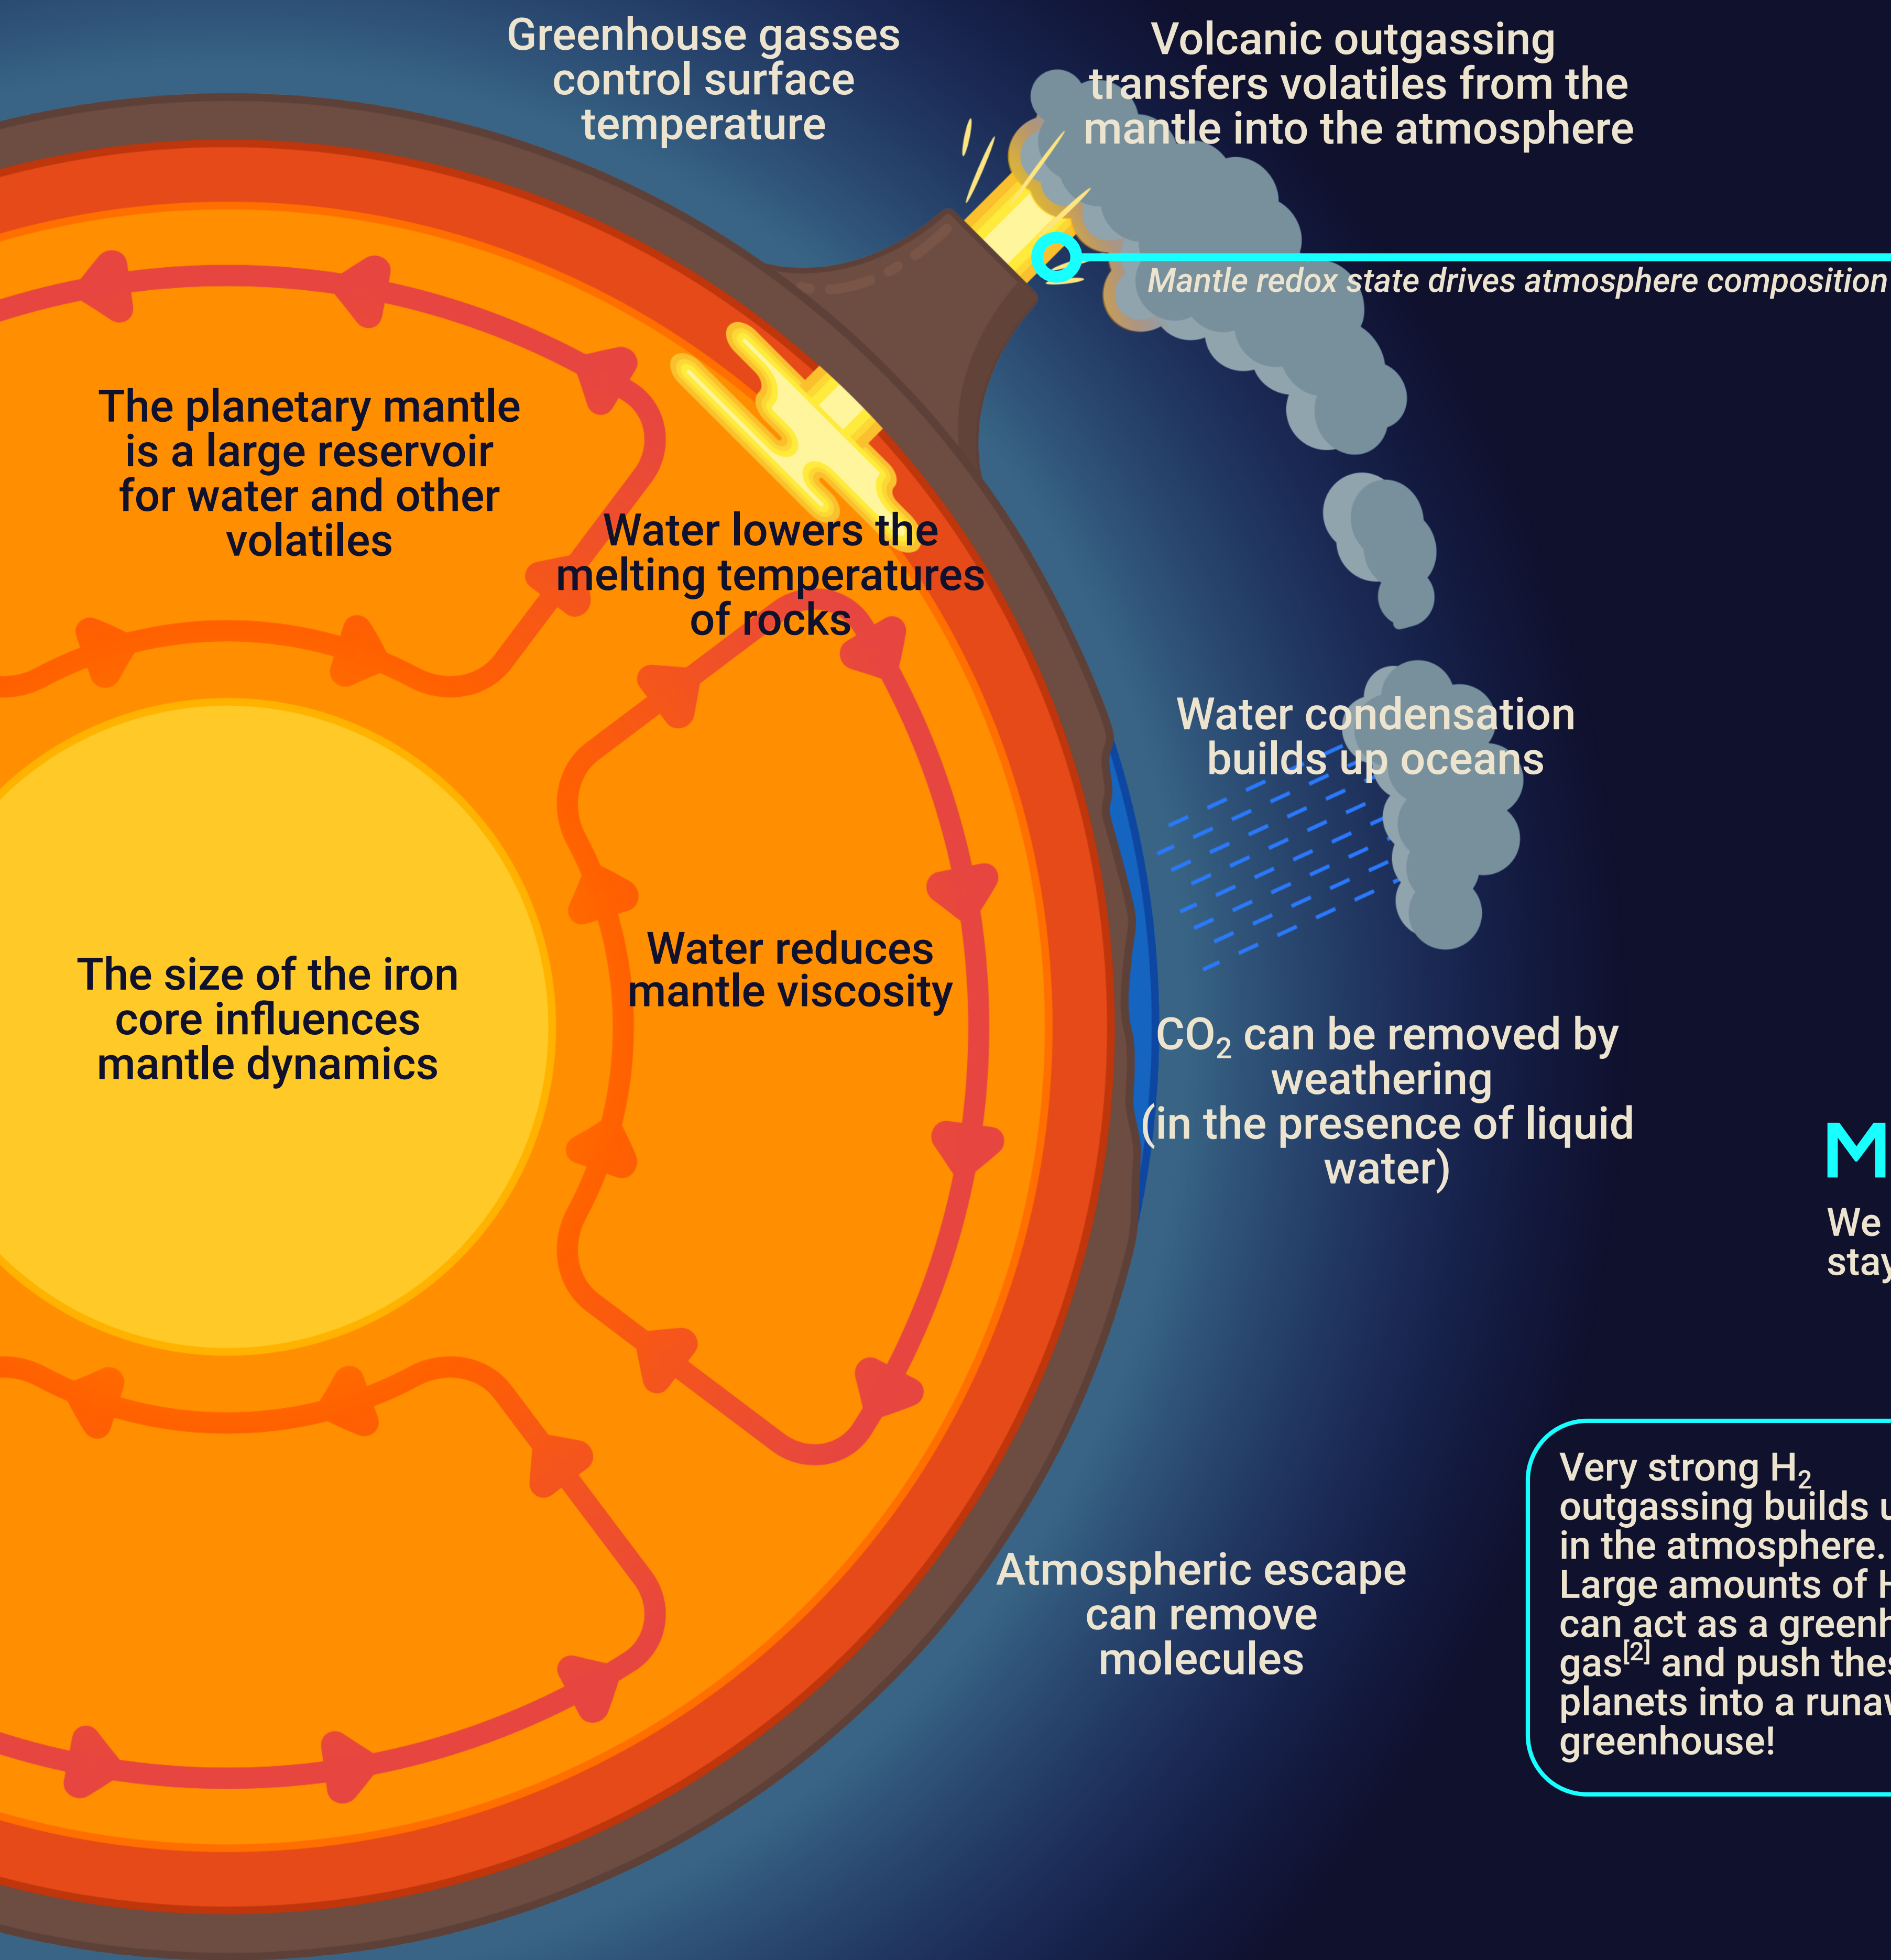 Greenhouse gasses
control surface
temperature
Volcanic outgassing
transfers volatiles from the
mantle into the atmosphere
Mantle redox state drives atmosphere composition
The planetary mantle
is a large reservoir
for water and other
volatiles
Water lowers the
melting temperatures
of rocks
Water condensation
builds up oceans
The size of the iron
core influences
mantle dynamics
Water reduces
mantle viscosity
CO₂ can be removed by
weathering
(in the presence of liquid
water)
M
We
stay
Very strong H₂
outgassing builds u
in the atmosphere.
Large amounts of H
can act as a greenh
gas[2] and push thes
planets into a runaw
greenhouse!
Atmospheric escape
can remove
molecules